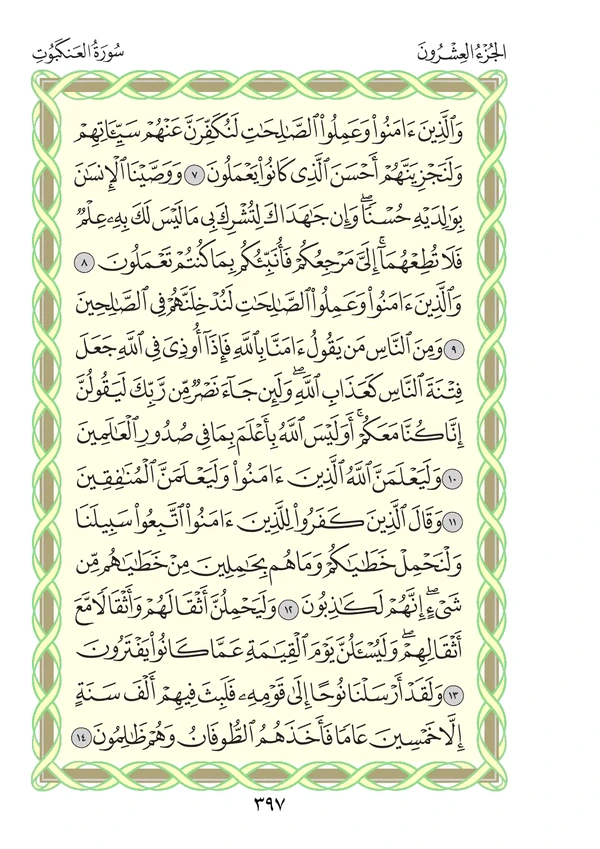 الجُزْءُ العِشْرُونَ
سُورَةُ العَنكَبُوتِ
وَٱلَّذِينَ ءَامَنُوا۟ وَعَمِلُوا۟ ٱلصَّـٰلِحَـٰتِ لَنُكَفِّرَنَّ عَنْهُمْ سَيِّـَٔاتِهِمْ
وَلَنَجْزِيَنَّهُمْ أَحْسَنَ ٱلَّذِى كَانُوا۟ يَعْمَلُونَ ٧ وَوَصَّيْنَا ٱلْإِنسَـٰنَ
بِوَٰلِدَيْهِ حُسْنًا ۖ وَإِن جَـٰهَدَاكَ لِتُشْرِكَ بِى مَا لَيْسَ لَكَ بِهِۦ عِلْمٌ
فَلَا تُطِعْهُمَآ ۚ إِلَىَّ مَرْجِعُكُمْ فَأُنَبِّئُكُم بِمَا كُنتُمْ تَعْمَلُونَ ٨
وَٱلَّذِينَ ءَامَنُوا۟ وَعَمِلُوا۟ ٱلصَّـٰلِحَـٰتِ لَنُدْخِلَنَّهُمْ فِى ٱلصَّـٰلِحِينَ
٩ وَمِنَ ٱلنَّاسِ مَن يَقُولُ ءَامَنَّا بِٱللَّهِ فَإِذَآ أُوذِىَ فِى ٱللَّهِ جَعَلَ
فِتْنَةَ ٱلنَّاسِ كَعَذَابِ ٱللَّهِ ۖ وَلَئِن جَآءَ نَصْرٌ مِّن رَّبِّكَ لَيَقُولُنَّ
إِنَّا كُنَّا مَعَكُمْ ۚ أَوَلَيْسَ ٱللَّهُ بِأَعْلَمَ بِمَا فِى صُدُورِ ٱلْعَـٰلَمِينَ
١٠ وَلَيَعْلَمَنَّ ٱللَّهُ ٱلَّذِينَ ءَامَنُوا۟ وَلَيَعْلَمَنَّ ٱلْمُنَـٰفِقِينَ
١١ وَقَالَ ٱلَّذِينَ كَفَرُوا۟ لِلَّذِينَ ءَامَنُوا۟ ٱتَّبِعُوا۟ سَبِيلَنَا
وَلْنَحْمِلْ خَطَـٰيَـٰكُمْ وَمَا هُم بِحَـٰمِلِينَ مِنْ خَطَـٰيَـٰهُم مِّن
شَىْءٍ ۖ إِنَّهُمْ لَكَـٰذِبُونَ ١٢ وَلَيَحْمِلُنَّ أَثْقَالَهُمْ وَأَثْقَالًا مَّعَ
أَثْقَالِهِمْ ۖ وَلَيُسْـَٔلُنَّ يَوْمَ ٱلْقِيَـٰمَةِ عَمَّا كَانُوا۟ يَفْتَرُونَ
١٣ وَلَقَدْ أَرْسَلْنَا نُوحًا إِلَىٰ قَوْمِهِۦ فَلَبِثَ فِيهِمْ أَلْفَ سَنَةٍ
إِلَّا خَمْسِينَ عَامًا فَأَخَذَهُمُ ٱلطُّوفَانُ وَهُمْ ظَـٰلِمُونَ ١٤
٣٩٧